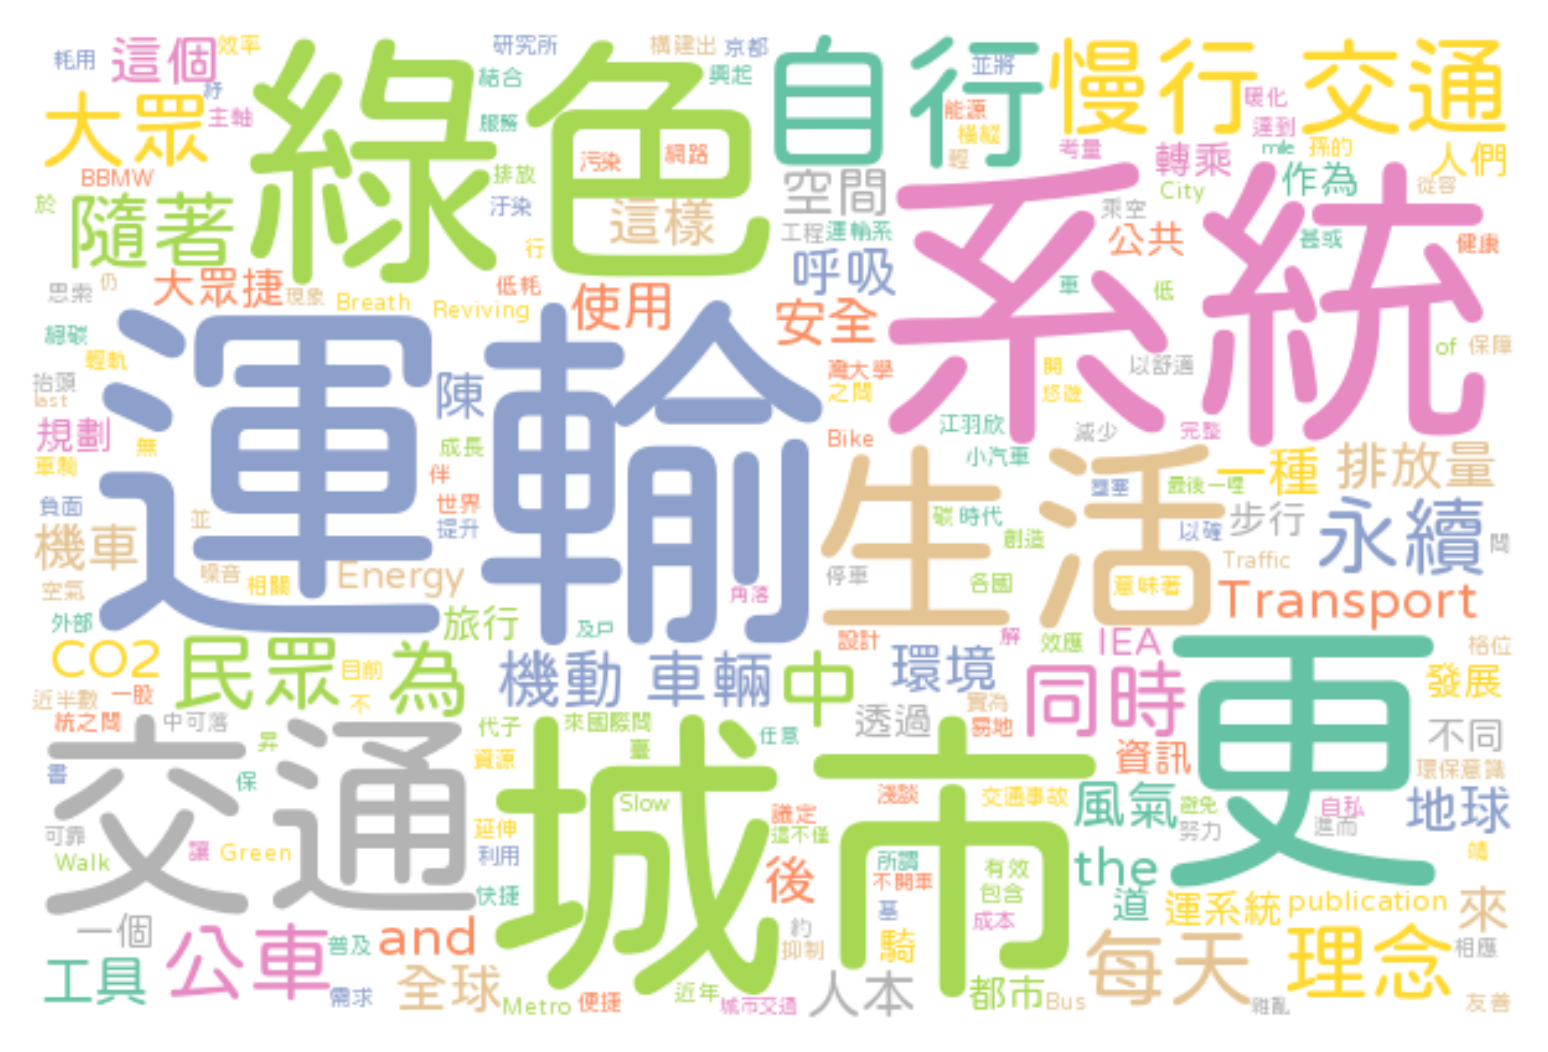 耗用
這個
效率
綠色
研究所
結合
構建出
京都
興起
自行
並將
慢行
交通
大眾
紓
主軸
服務
污染
網路
能源
橫縱
輕
暖化
達到
考量
mile
孫的
人們
BBMW
排放
空間
轉乘
作為
從容
City
於
隨著
汙染
這樣
系統
乘空
行
工程
運輸系
公共
甚或
健康
呼吸
思索
仍
大眾捷
現象
Breath
Reviving
低耗
使用
安全
車
低
運輸
總碳
輕軌
of
保障
抬頭
last
陳
灣大學
之間
開
悠遊
以舒適
規劃
無
車輛
成長
Bike
江羽欣
減少
完整
小汽車
生活
一種
排放量
伴
世界
提升
壅塞
最後一哩
負面
並
碳
時代
創造
以確
步行
永續
問
機車
噪音
相關
Energy
停車
各國
意味著
Traffic
空氣
角落
Transport
外部
旅行
及戶
設計
解
效應
IEA
格位
CO2
民眾
目前
為
機動
車輛
中
環境
同時
更
發展
近半數
一股
不
實為
易地
統之間
中可落
代子
來國際間
任意
透過
不同
交通
昇
資源
臺
城市
資訊
環保意識
書
保
Slow
淺談
交通事故
風氣
避免
自私
地球
可靠
延伸
議定
這不僅
努力
進而
Walk
讓
Green
利用
後
所謂
不開車
有效
包含
the
靖
快捷
基
成本
道
運系統
publication
來
一個
公車
普及
and
約
抑制
騎
每天
理念
相應
工具
需求
全球
Metro
便捷
近年
城市交通
人本
都市
Bus
雜亂
友善